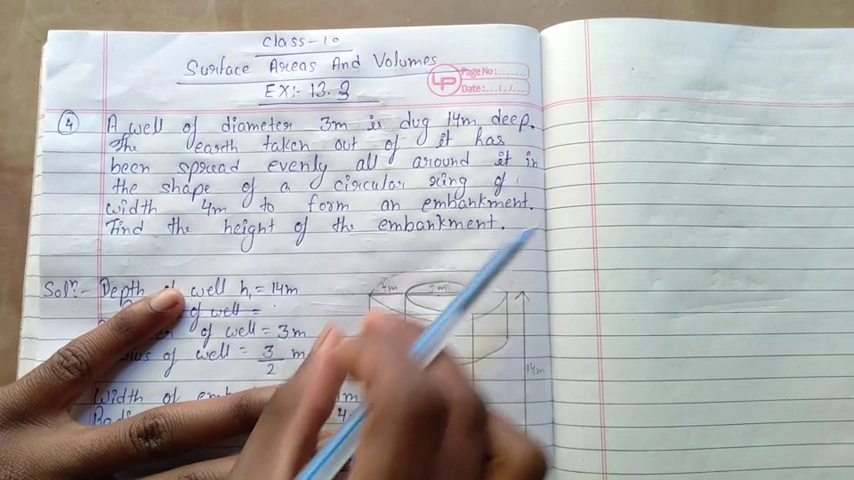 Class-10
Surface Areas And Volumes
LP Page No:........
Date:...../...../......
EX:- 13.3
④ A well of diameter 3m is dug 14m deep.
The earth taken out of it has
been spread evenly all around it in
the shape of a circular ring of
width 4m to form an embankment.
Find the height of the embankment.
Solⁿ:- Depth of well h₁ = 14m
of well =
of well = 3m
of well = 3/2 m
Width of
4m
14m